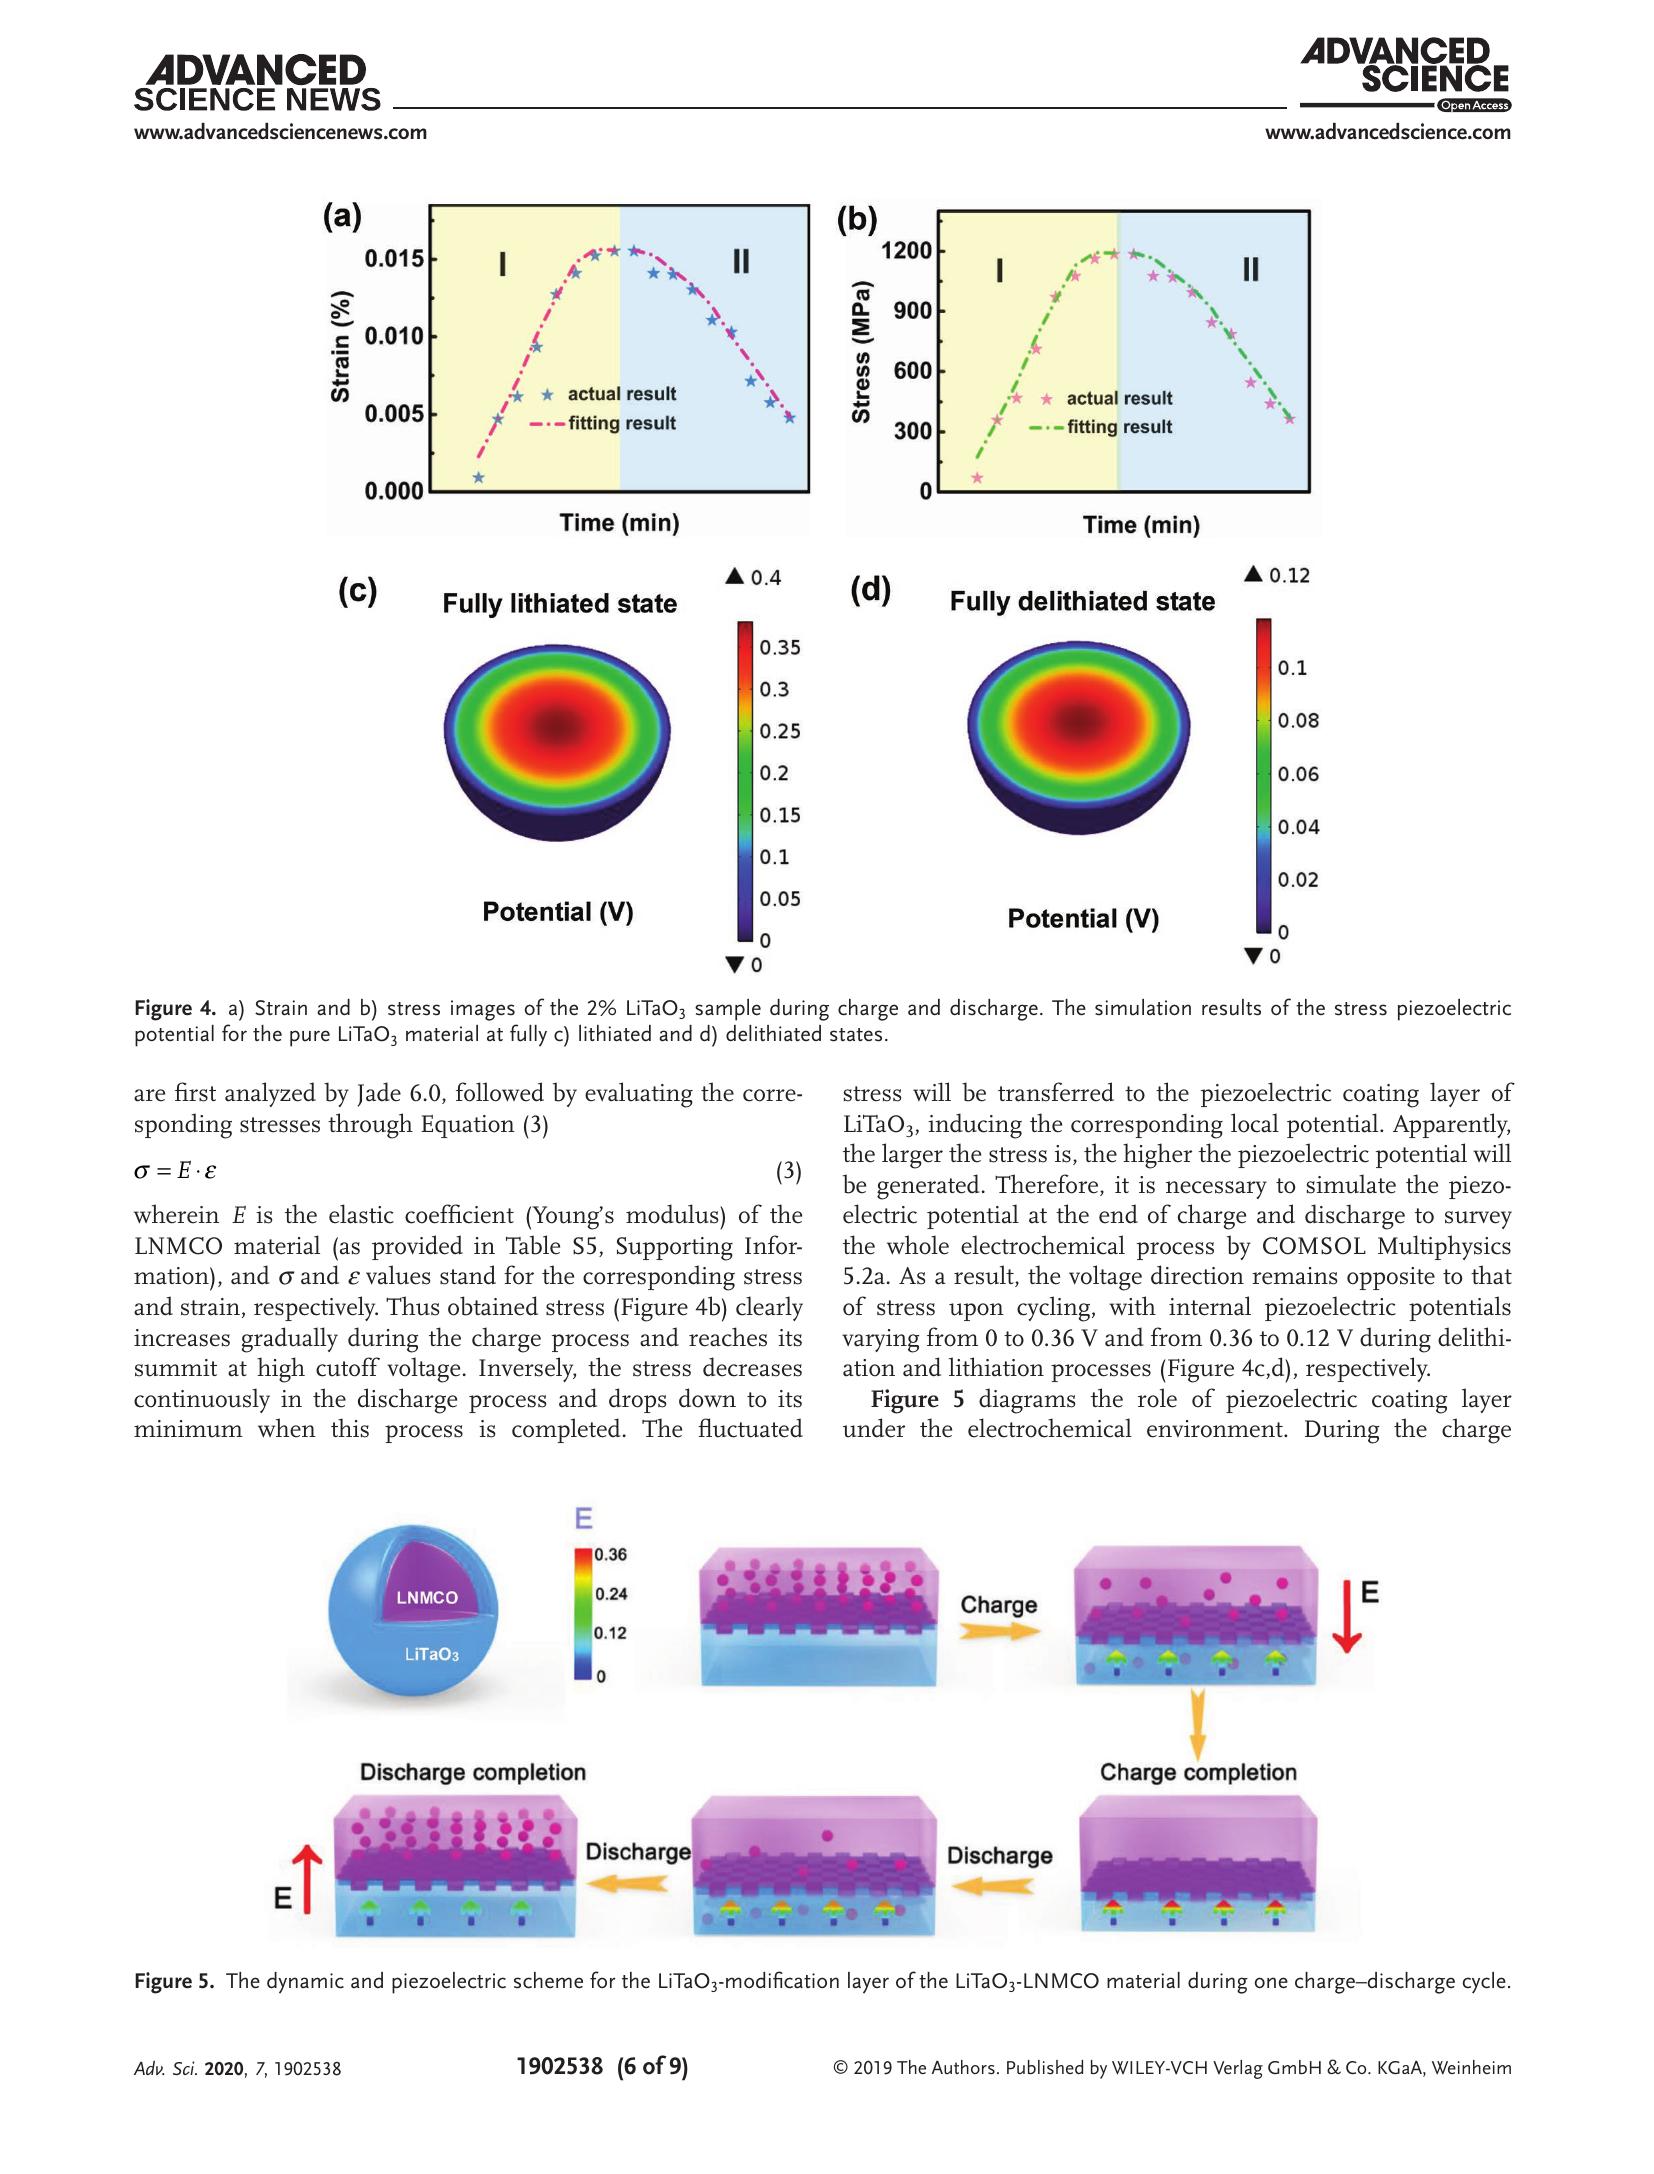 ADVANCED
SCIENCE NEWS
www.advancedsciencenews.com
ADVANCED
SCIENCE
Open Access
www.advancedscience.com
(a)
I
II
0.015
0.010
0.005
0.000
Strain (%)
actual result
fitting result
Time (min)
(b)
I
II
1200
900
600
300
0
Stress (MPa)
actual result
fitting result
Time (min)
(c)
Fully lithiated state
▲ 0.4
0.35
0.3
0.25
0.2
0.15
0.1
0.05
0
▼ 0
Potential (V)
(d)
Fully delithiated state
▲ 0.12
0.1
0.08
0.06
0.04
0.02
0
▼ 0
Potential (V)
Figure 4. a) Strain and b) stress images of the 2% LiTaO₃ sample during charge and discharge. The simulation results of the stress piezoelectric
potential for the pure LiTaO₃ material at fully c) lithiated and d) delithiated states.
are first analyzed by Jade 6.0, followed by evaluating the corre-
sponding stresses through Equation (3)
σ = E · ε (3)
wherein E is the elastic coefficient (Young's modulus) of the
LNMCO material (as provided in Table S5, Supporting Infor-
mation), and σ and ε values stand for the corresponding stress
and strain, respectively. Thus obtained stress (Figure 4b) clearly
increases gradually during the charge process and reaches its
summit at high cutoff voltage. Inversely, the stress decreases
continuously in the discharge process and drops down to its
minimum when this process is completed. The fluctuated
stress will be transferred to the piezoelectric coating layer of
LiTaO₃, inducing the corresponding local potential. Apparently,
the larger the stress is, the higher the piezoelectric potential will
be generated. Therefore, it is necessary to simulate the piezo-
electric potential at the end of charge and discharge to survey
the whole electrochemical process by COMSOL Multiphysics
5.2a. As a result, the voltage direction remains opposite to that
of stress upon cycling, with internal piezoelectric potentials
varying from 0 to 0.36 V and from 0.36 to 0.12 V during delithi-
ation and lithiation processes (Figure 4c,d), respectively.
Figure 5 diagrams the role of piezoelectric coating layer
under the electrochemical environment. During the charge
LNMCO
LiTaO₃
E
0.36
0.24
0.12
0
Charge
E
Charge completion
Discharge
Discharge
Discharge completion
E
Figure 5. The dynamic and piezoelectric scheme for the LiTaO₃-modification layer of the LiTaO₃-LNMCO material during one charge–discharge cycle.
Adv. Sci. 2020, 7, 1902538
1902538 (6 of 9)
© 2019 The Authors. Published by WILEY-VCH Verlag GmbH & Co. KGaA, Weinheim